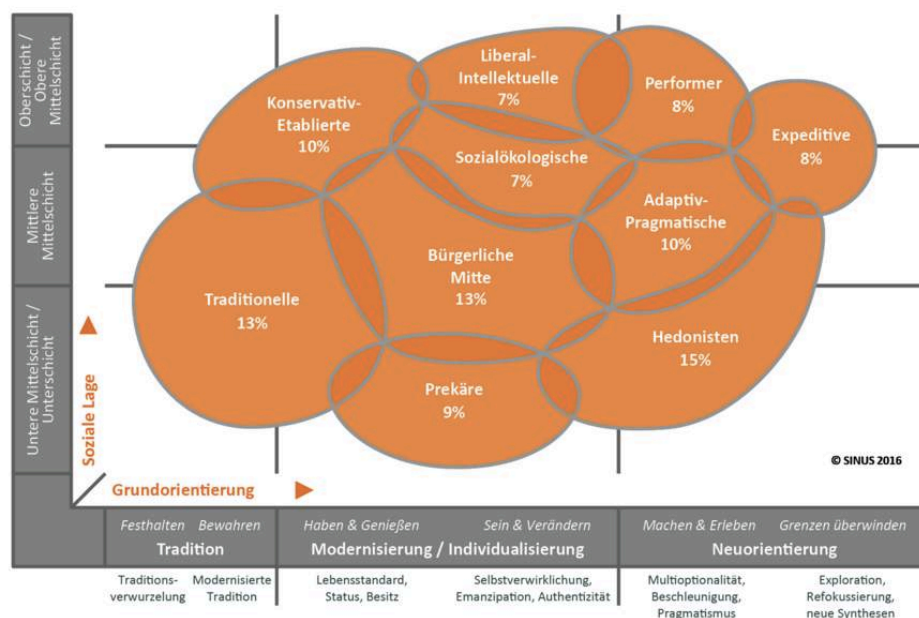 Oberschicht /
Obere
Mittelschicht
Mittlere
Mittelschicht
Untere Mittelschicht /
Unterschicht
Soziale Lage
Konservativ-
Etablierte
10%
Liberal-
Intellektuelle
7%
Performer
8%
Expeditive
8%
Sozialökologische
7%
Adaptiv-
Pragmatische
10%
Bürgerliche
Mitte
13%
Traditionelle
13%
Hedonisten
15%
Prekäre
9%
© SINUS 2016
Grundorientierung
Festhalten Bewahren
Tradition
Haben & Genießen Sein & Verändern
Modernisierung / Individualisierung
Machen & Erleben Grenzen überwinden
Neuorientierung
Traditions-
verwurzelung
Modernisierte
Tradition
Lebensstandard,
Status, Besitz
Selbstverwirklichung,
Emanzipation, Authentizität
Multioptionalität,
Beschleunigung,
Pragmatismus
Exploration,
Refokussierung,
neue Synthesen